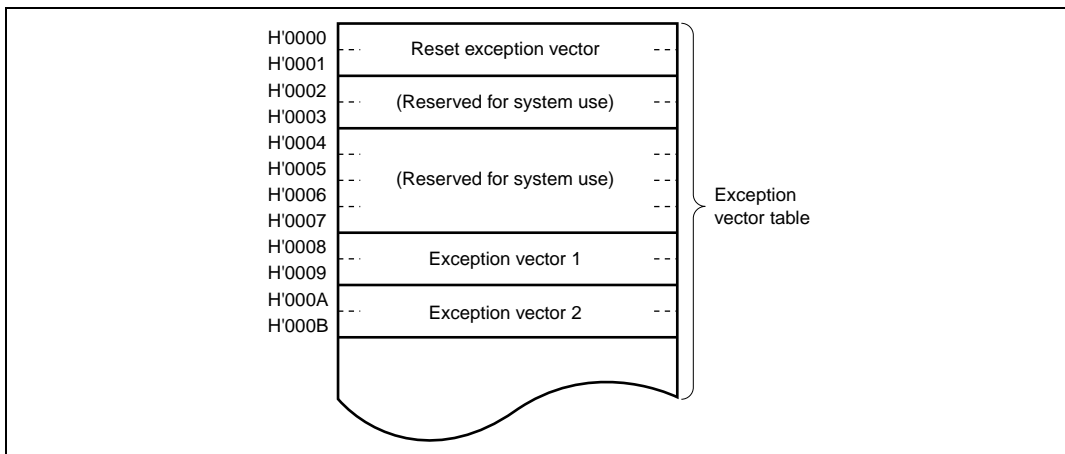 H'0000
Reset exception vector
H'0001
H'0002
(Reserved for system use)
H'0003
H'0004
H'0005
(Reserved for system use)
H'0006
H'0007
H'0008
Exception vector 1
H'0009
H'000A
Exception vector 2
H'000B
Exception
vector table